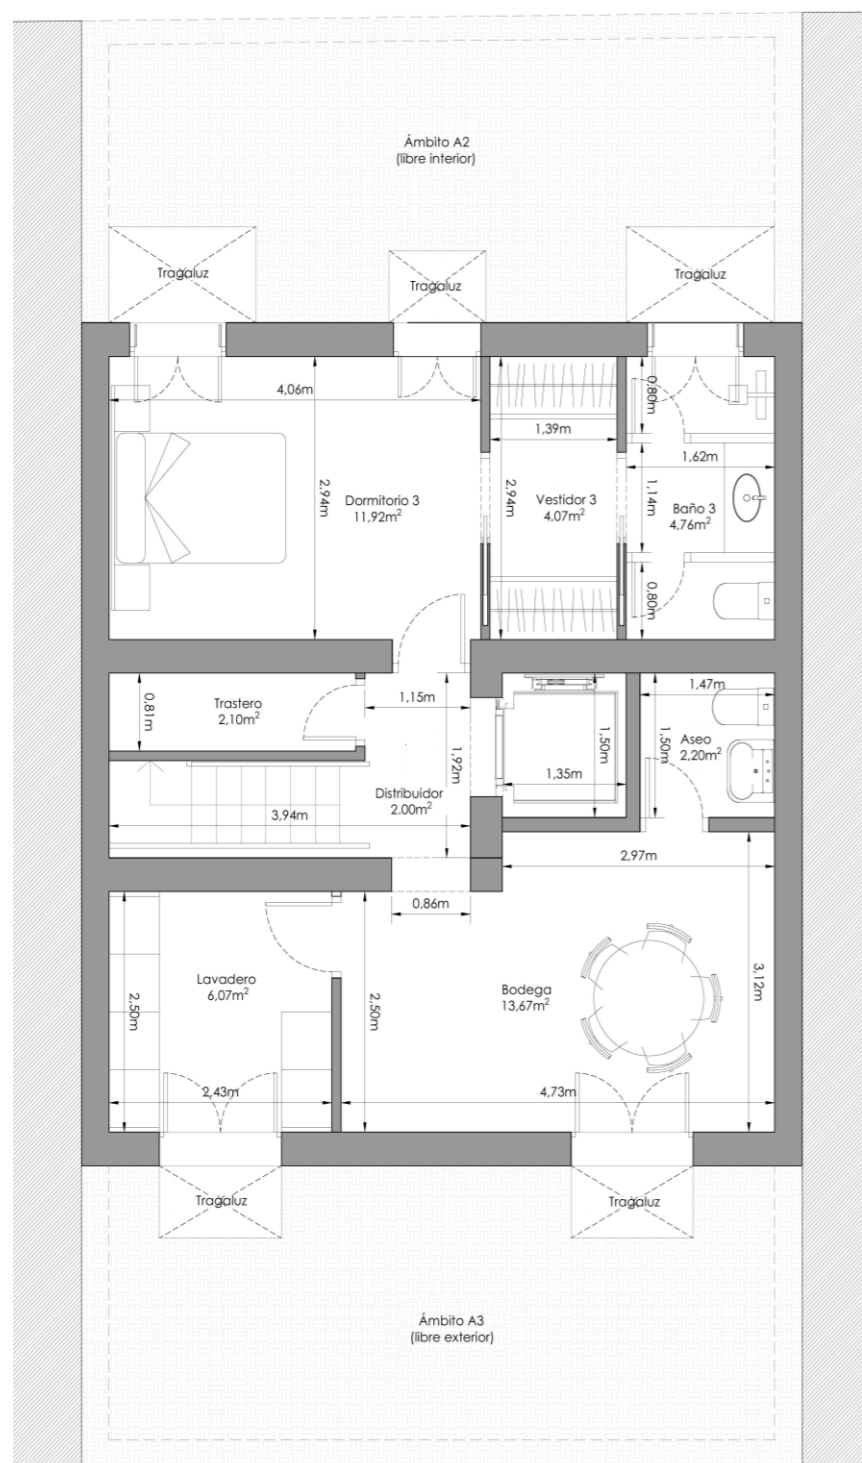 Ámbito A2
(libre interior)
Tragaluz
Tragaluz
Tragaluz
4,06m
0,80m
1,39m
1,62m
2,94m
Dormitorio 3
11,92m²
2,94m
Vestidor 3
4.07m²
1,14m
Baño 3
4,76m²
0,80m
0,81m
Trastero
2,10m²
1,15m
1,47m
1,50m
1,50m
Aseo
2,20m²
1,92m
1,35m
Distribuidor
2.00m²
3,94m
2,97m
0,86m
Lavadero
6,07m²
2,50m
2,50m
Bodega
13,67m²
3,12m
2,43m
4,73m
Tragaluz
Tragaluz
Ámbito A3
(libre exterior)